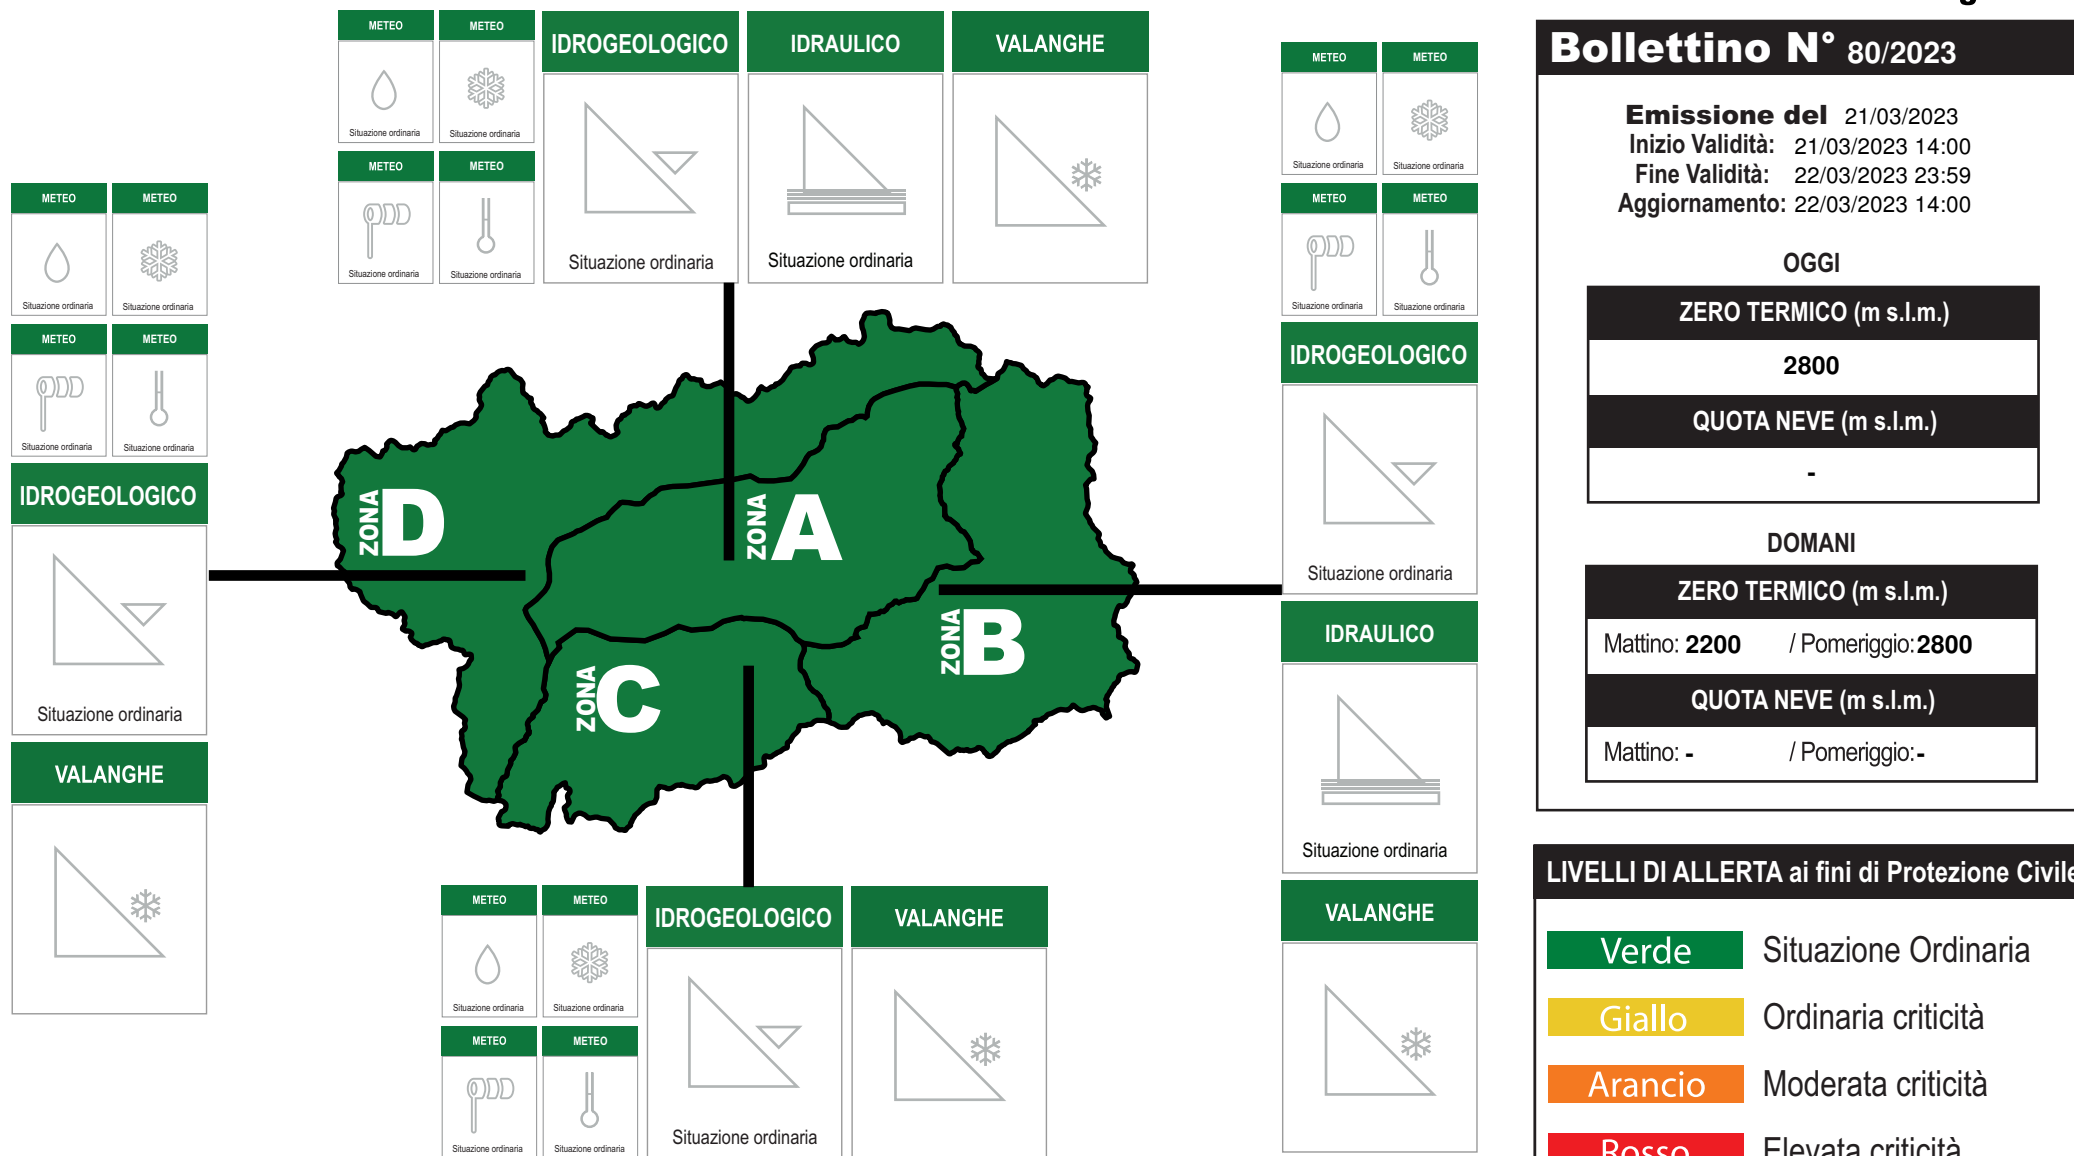 METEO
METEO
Situazione ordinaria
Situazione ordinaria
METEO
METEO
Situazione ordinaria
Situazione ordinaria
IDROGEOLOGICO
Situazione ordinaria
IDRAULICO
Situazione ordinaria
VALANGHE
METEO
METEO
Situazione ordinaria
Situazione ordinaria
METEO
METEO
Situazione ordinaria
Situazione ordinaria
IDROGEOLOGICO
Situazione ordinaria
VALANGHE
ZONA D
ZONA A
ZONA B
ZONA C
METEO
METEO
Situazione ordinaria
Situazione ordinaria
METEO
METEO
Situazione ordinaria
Situazione ordinaria
IDROGEOLOGICO
Situazione ordinaria
IDRAULICO
Situazione ordinaria
VALANGHE
METEO
METEO
Situazione ordinaria
Situazione ordinaria
METEO
METEO
Situazione ordinaria
Situazione ordinaria
IDROGEOLOGICO
Situazione ordinaria
VALANGHE
Bollettino N° 80/2023
Emissione del 21/03/2023
Inizio Validità: 21/03/2023 14:00
Fine Validità: 22/03/2023 23:59
Aggiornamento: 22/03/2023 14:00
OGGI
ZERO TERMICO (m s.l.m.)
2800
QUOTA NEVE (m s.l.m.)
-
DOMANI
ZERO TERMICO (m s.l.m.)
Mattino: 2200 / Pomeriggio: 2800
QUOTA NEVE (m s.l.m.)
Mattino: - / Pomeriggio: -
LIVELLI DI ALLERTA ai fini di Protezione Civile
Verde Situazione Ordinaria
Giallo Ordinaria criticità
Arancio Moderata criticità
Rosso Elevata criticità